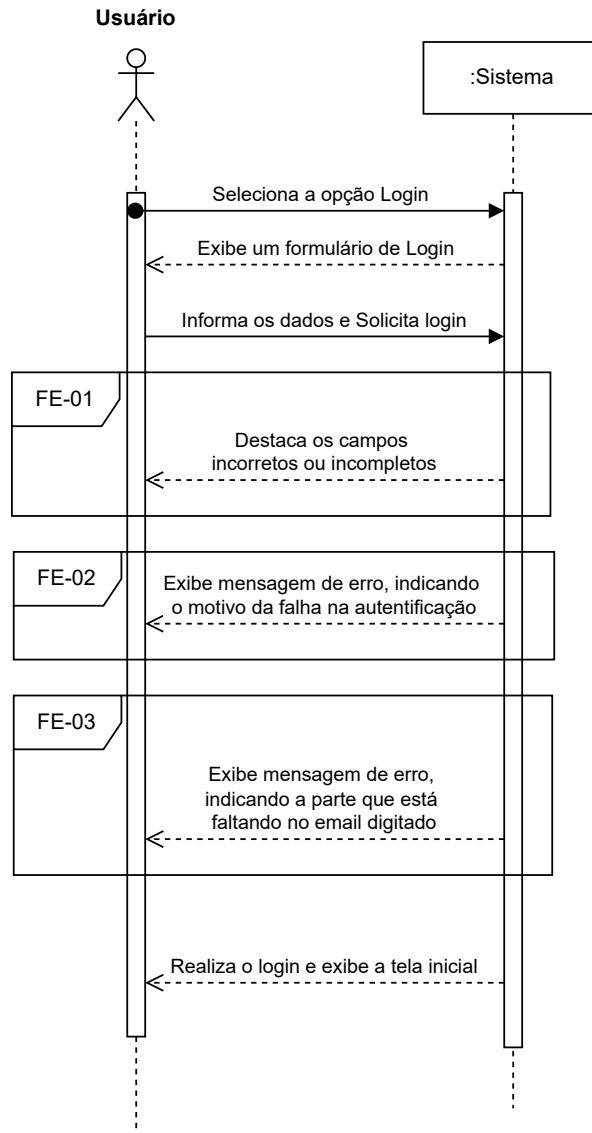 Usuário
:Sistema
Seleciona a opção Login
Exibe um formulário de Login
Informa os dados e Solicita login
FE-01
Destaca os campos
incorretos ou incompletos
FE-02
Exibe mensagem de erro, indicando
o motivo da falha na autentificação
FE-03
Exibe mensagem de erro,
indicando a parte que está
faltando no email digitado
Realiza o login e exibe a tela inicial